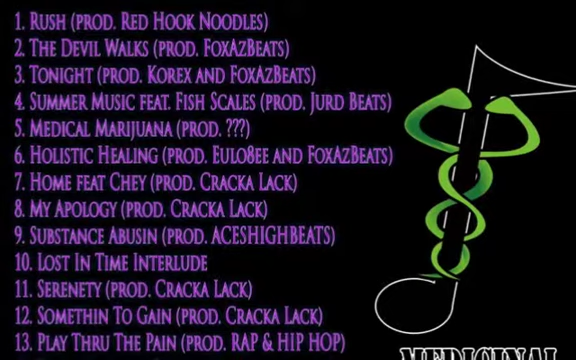 1. Rush (prod. Red Hook Noodles)
2. The Devil Walks (prod. FoxAzBeats)
3. Tonight (prod. Korex and FoxAzBeats)
4. Summer Music feat. Fish Scales (prod. Jurd Beats)
5. Medical Marijuana (prod. ???)
6. Holistic Healing (prod. Eulo8ee and FoxAzBeats)
7. Home feat Chey (prod. Cracka Lack)
8. My Apology (prod. Cracka Lack)
9. Substance Abusin (prod. ACESHIGHBEATS)
10. Lost In Time Interlude
11. Serenety (prod. Cracka Lack)
12. Somethin To Gain (prod. Cracka Lack)
13. Play Thru The Pain (prod. RAP & HIP HOP)
MEDICINAL